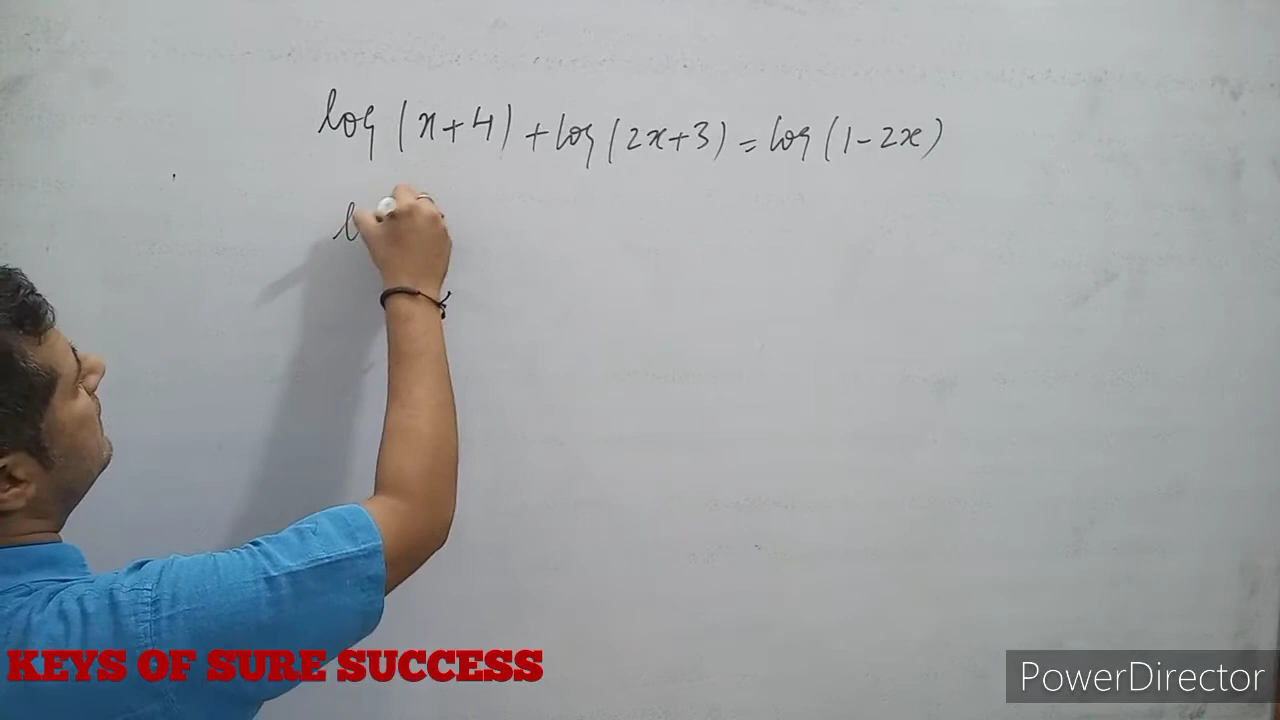 log (x+4) + log (2x+3) = log (1-2x)
l
KEYS OF SURE SUCCESS
PowerDirector